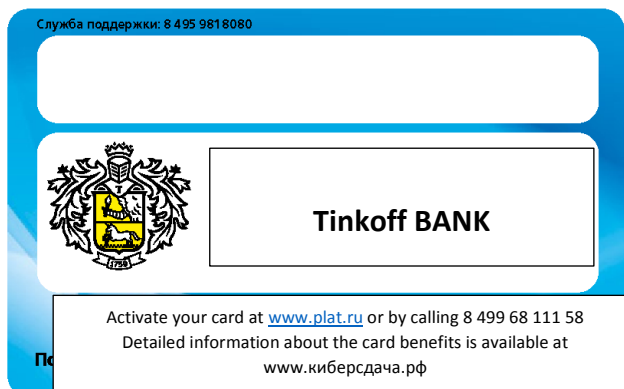 Служба поддержки: 8 495 9818080
Tinkoff BANK
1750
Activate your card at www.plat.ru or by calling 8 499 68 111 58
Detailed information about the card benefits is available at
www.киберсдача.рф